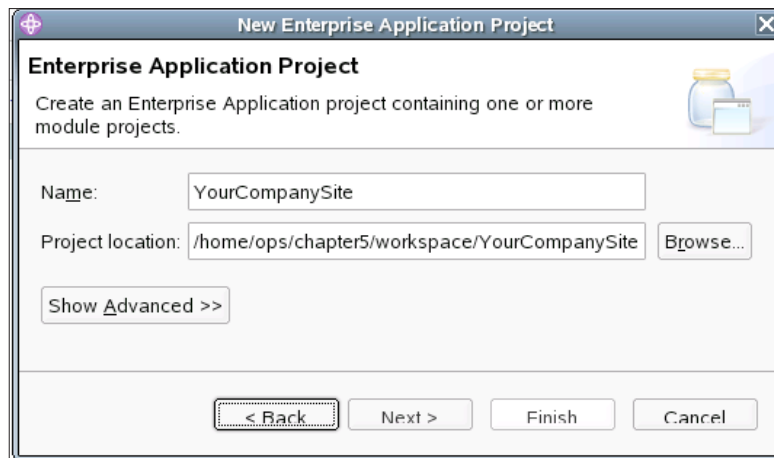 New Enterprise Application Project
Enterprise Application Project
Create an Enterprise Application project containing one or more
module projects.
Name: YourCompanySite
Project location: /home/ops/chapter5/workspace/YourCompanySite Browse...
Show Advanced >>
< Back Next > Finish Cancel